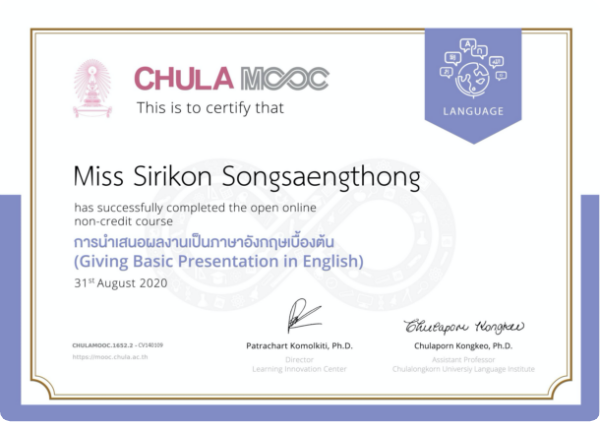 CHULA MOOC
This is to certify that
LANGUAGE
Miss Sirikon Songsaengthong
has successfully completed the open online
non-credit course
การนำเสนอผลงานเป็นภาษาอังกฤษเบื้องต้น
(Giving Basic Presentation in English)
31st August 2020
Chulaporn Kongkeo
CHULAMOOC.1652.2 - CV140109
https://mooc.chula.ac.th
Patrachart Komolkiti, Ph.D.
Director
Learning Innovation Center
Chulaporn Kongkeo, Ph.D.
Assistant Professor
Chulalongkorn Universiy Language Institute